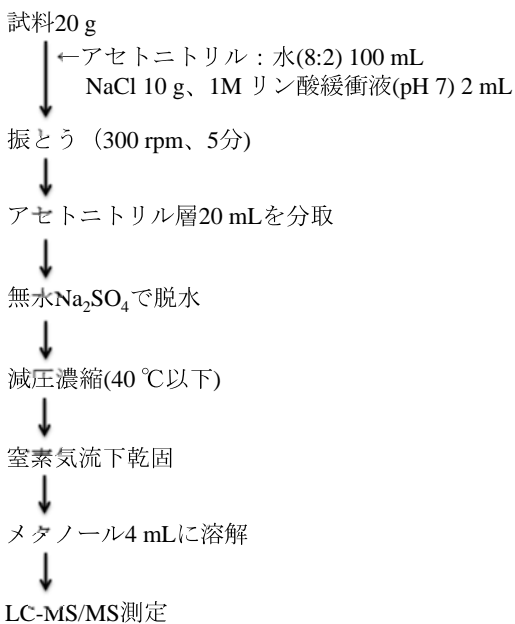 試料20 g
←アセトニトリル：水(8:2) 100 mL
NaCl 10 g、1M リン酸緩衝液(pH 7) 2 mL
振とう（300 rpm、5分)
アセトニトリル層20 mLを分取
無水Na₂SO₄で脱水
減圧濃縮(40 ℃以下)
窒素気流下乾固
メタノール4 mLに溶解
LC-MS/MS測定